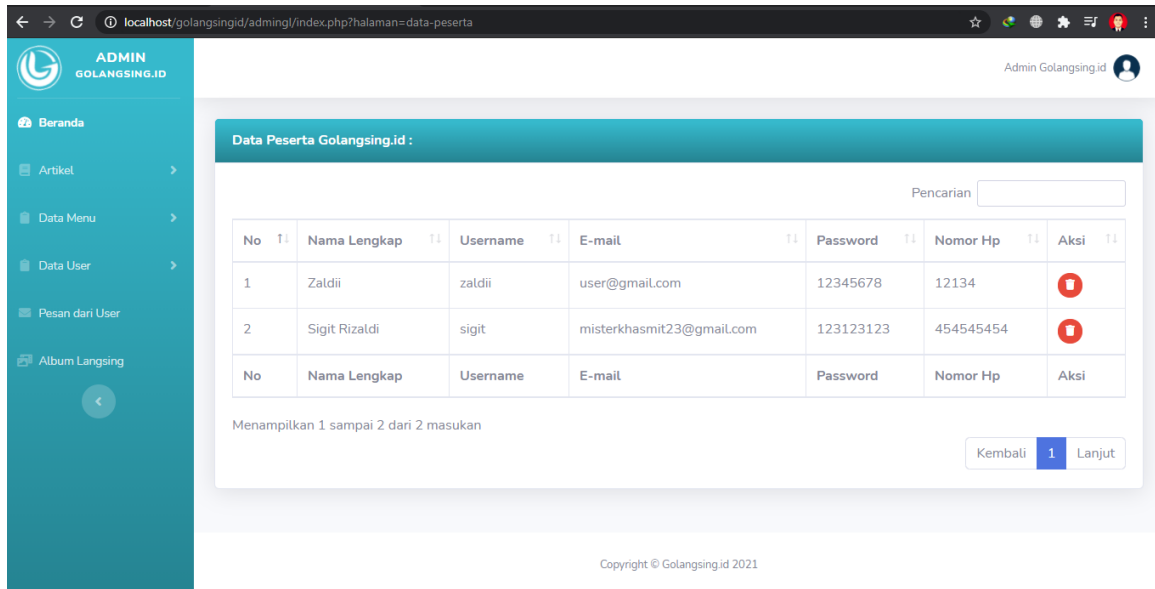 localhost/golangsingid/admingl/index.php?halaman=data-peserta
ADMIN
GOLANGSING.ID
Admin Golangsing.id
Beranda
Artikel
Data Menu
Data User
Pesan dari User
Album Langsing
Data Peserta Golangsing.id :
Pencarian
No Nama Lengkap Username E-mail Password Nomor Hp Aksi
1 Zaldii zaldii user@gmail.com 12345678 12134
2 Sigit Rizaldi sigit misterkhasmit23@gmail.com 123123123 454545454
No Nama Lengkap Username E-mail Password Nomor Hp Aksi
Menampilkan 1 sampai 2 dari 2 masukan
Kembali 1 Lanjut
Copyright © Golangsing.id 2021